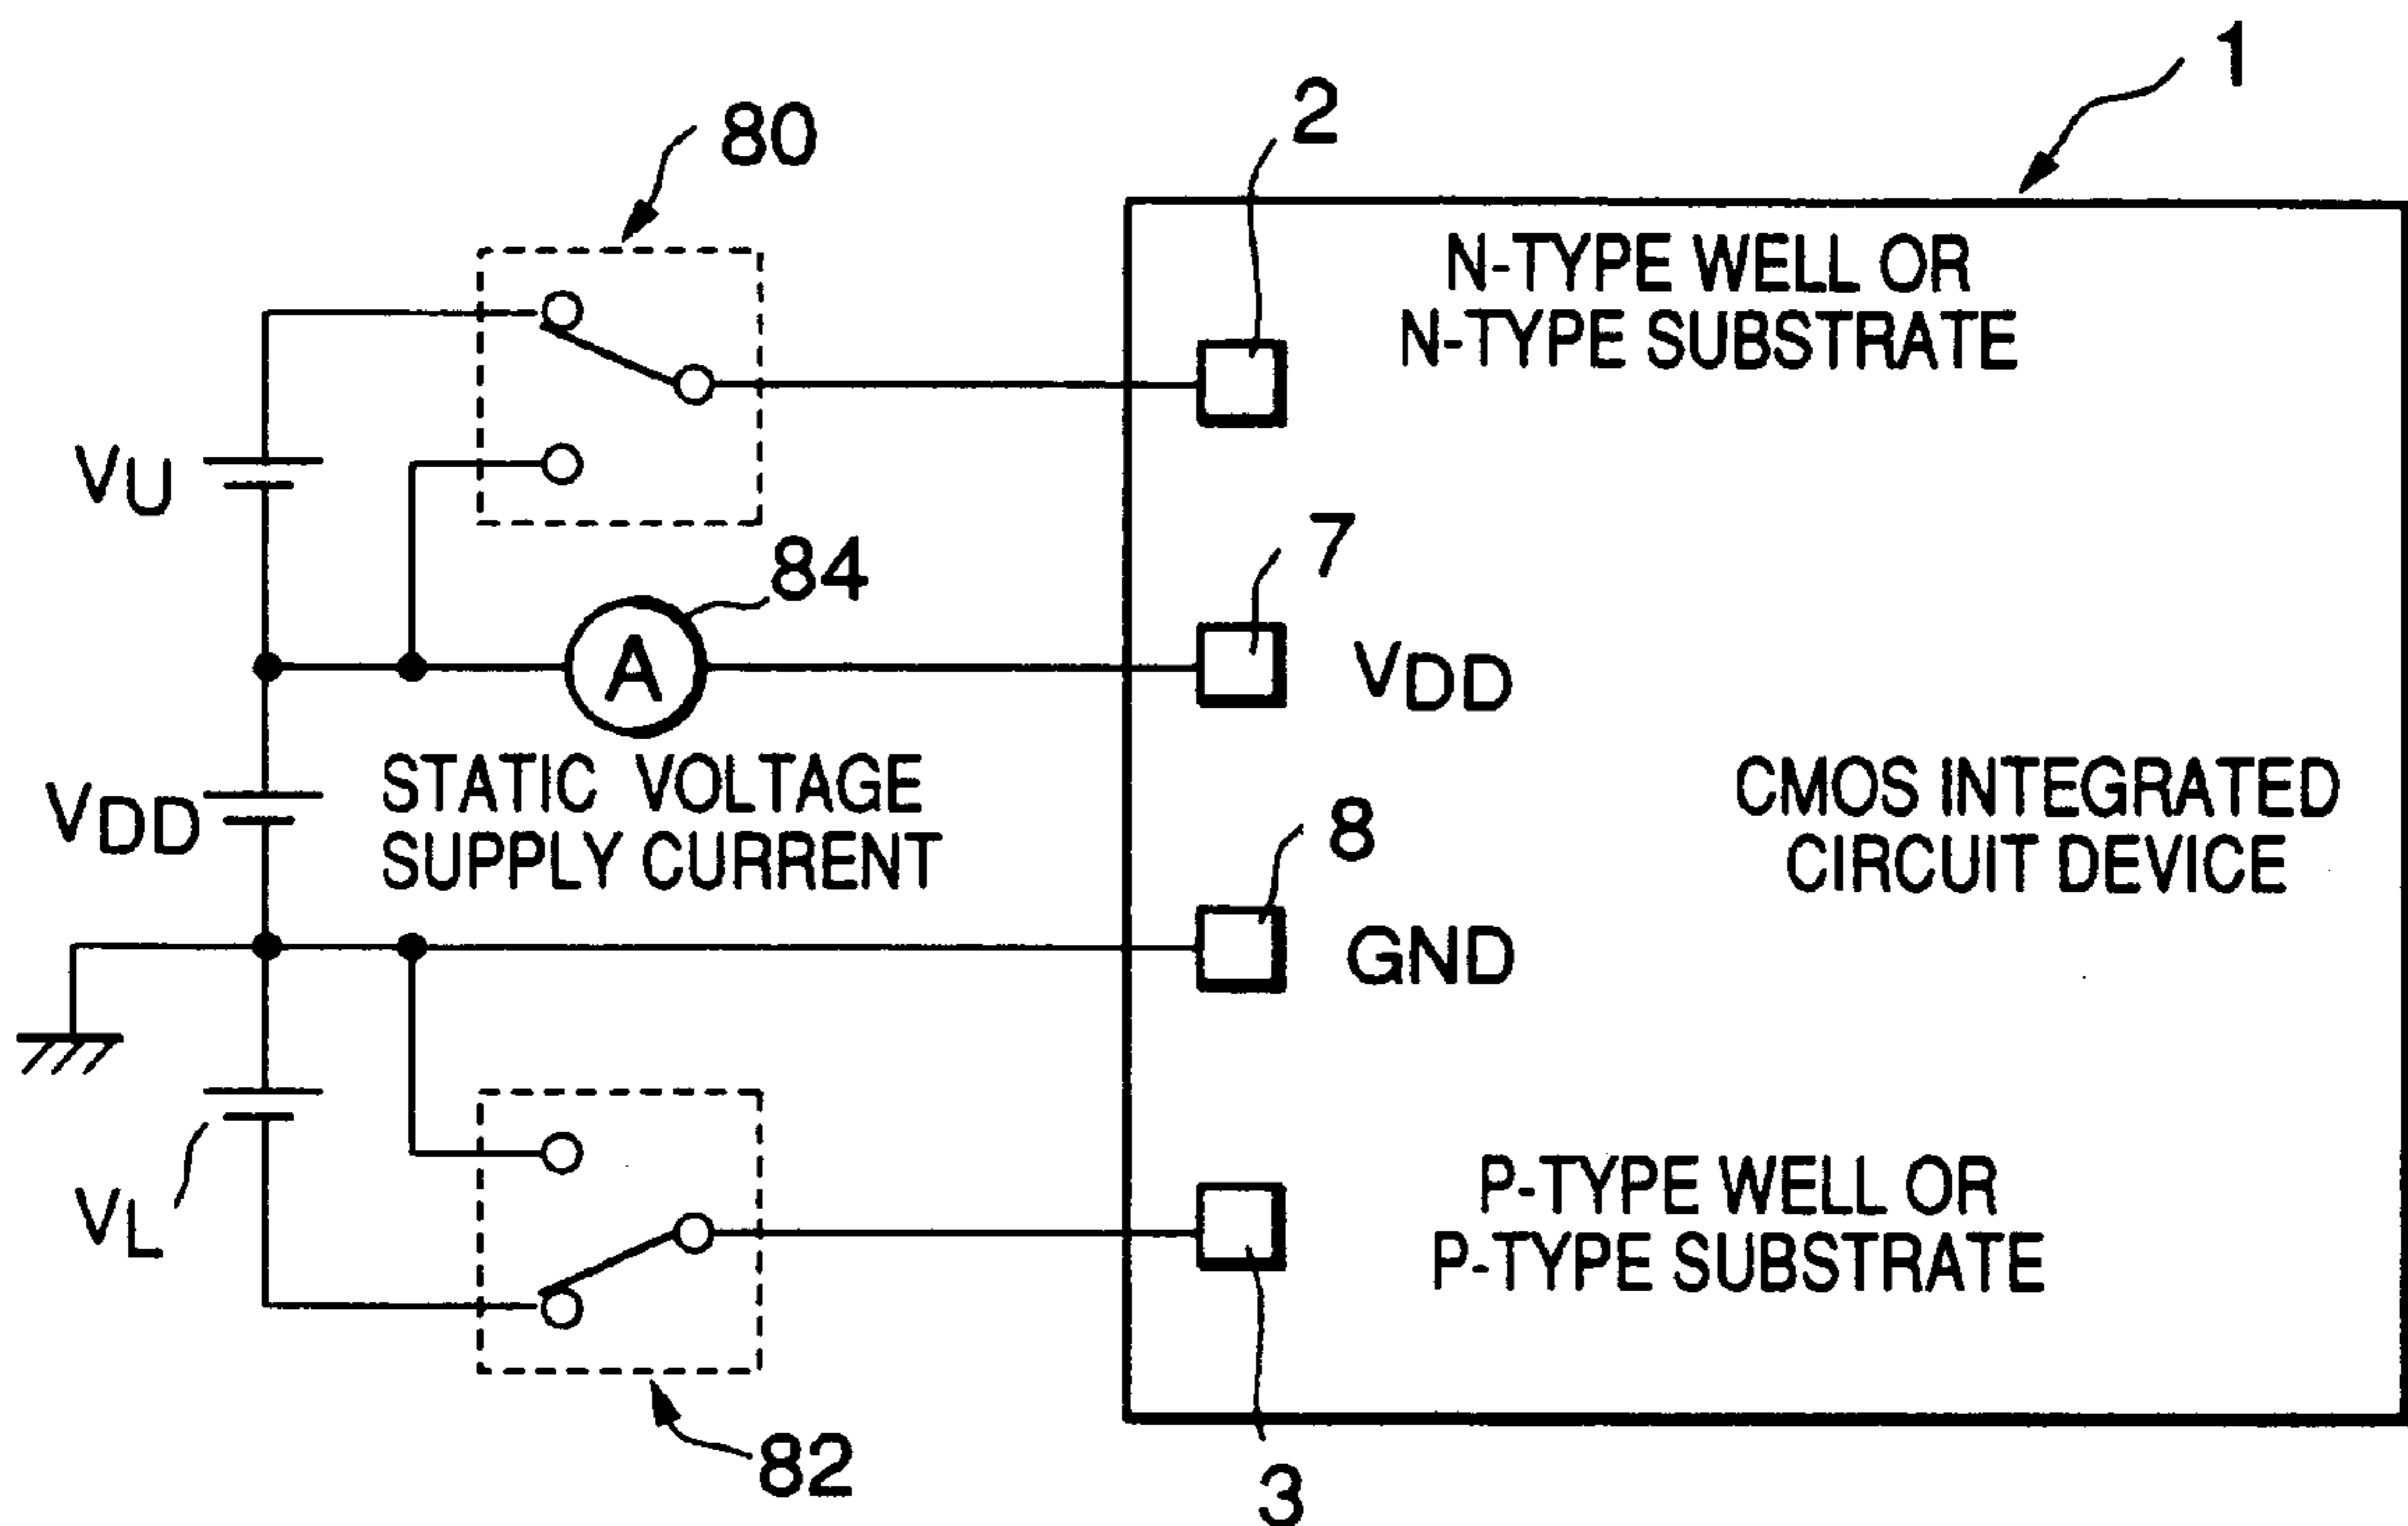 1
2
80
N-TYPE WELL OR
N-TYPE SUBSTRATE
VU
84
7
A
VDD
VDD
STATIC VOLTAGE
SUPPLY CURRENT
8
CMOS INTEGRATED
CIRCUIT DEVICE
GND
VL
P-TYPE WELL OR
P-TYPE SUBSTRATE
82
3